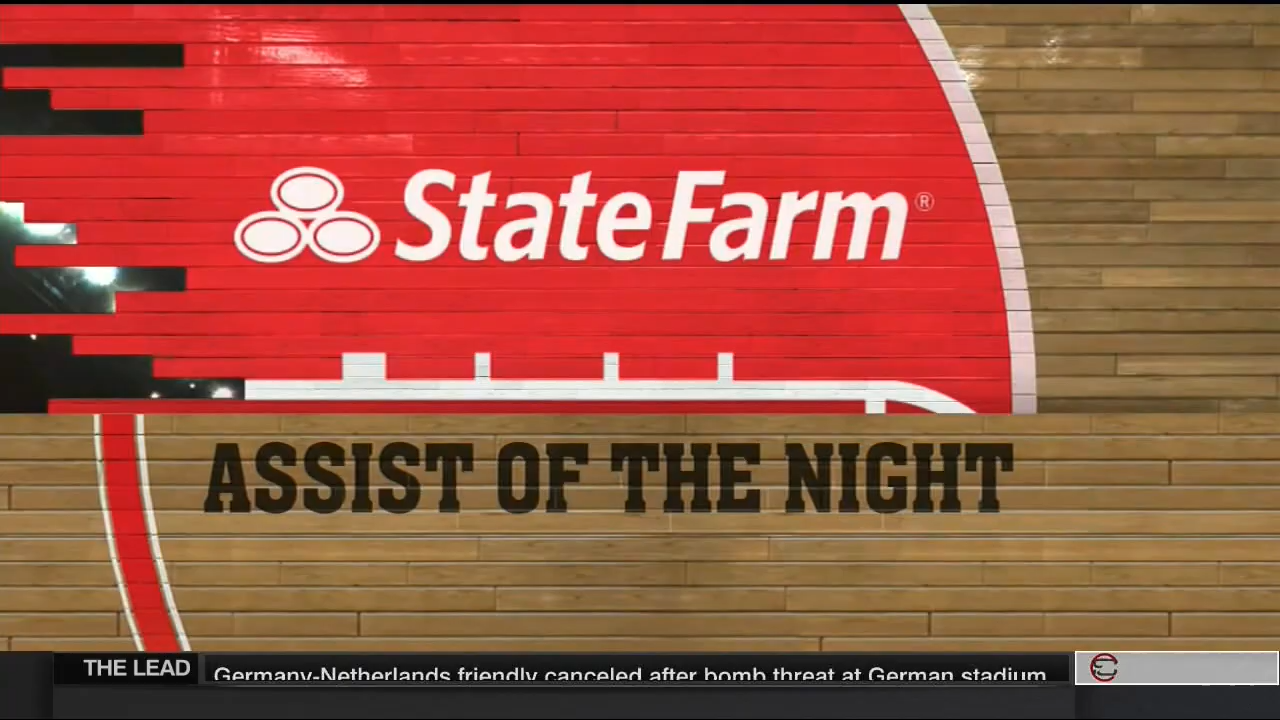 State Farm®
ASSIST OF THE NIGHT
THE LEAD
Germany-Netherlands friendly canceled after bomb threat at German stadium